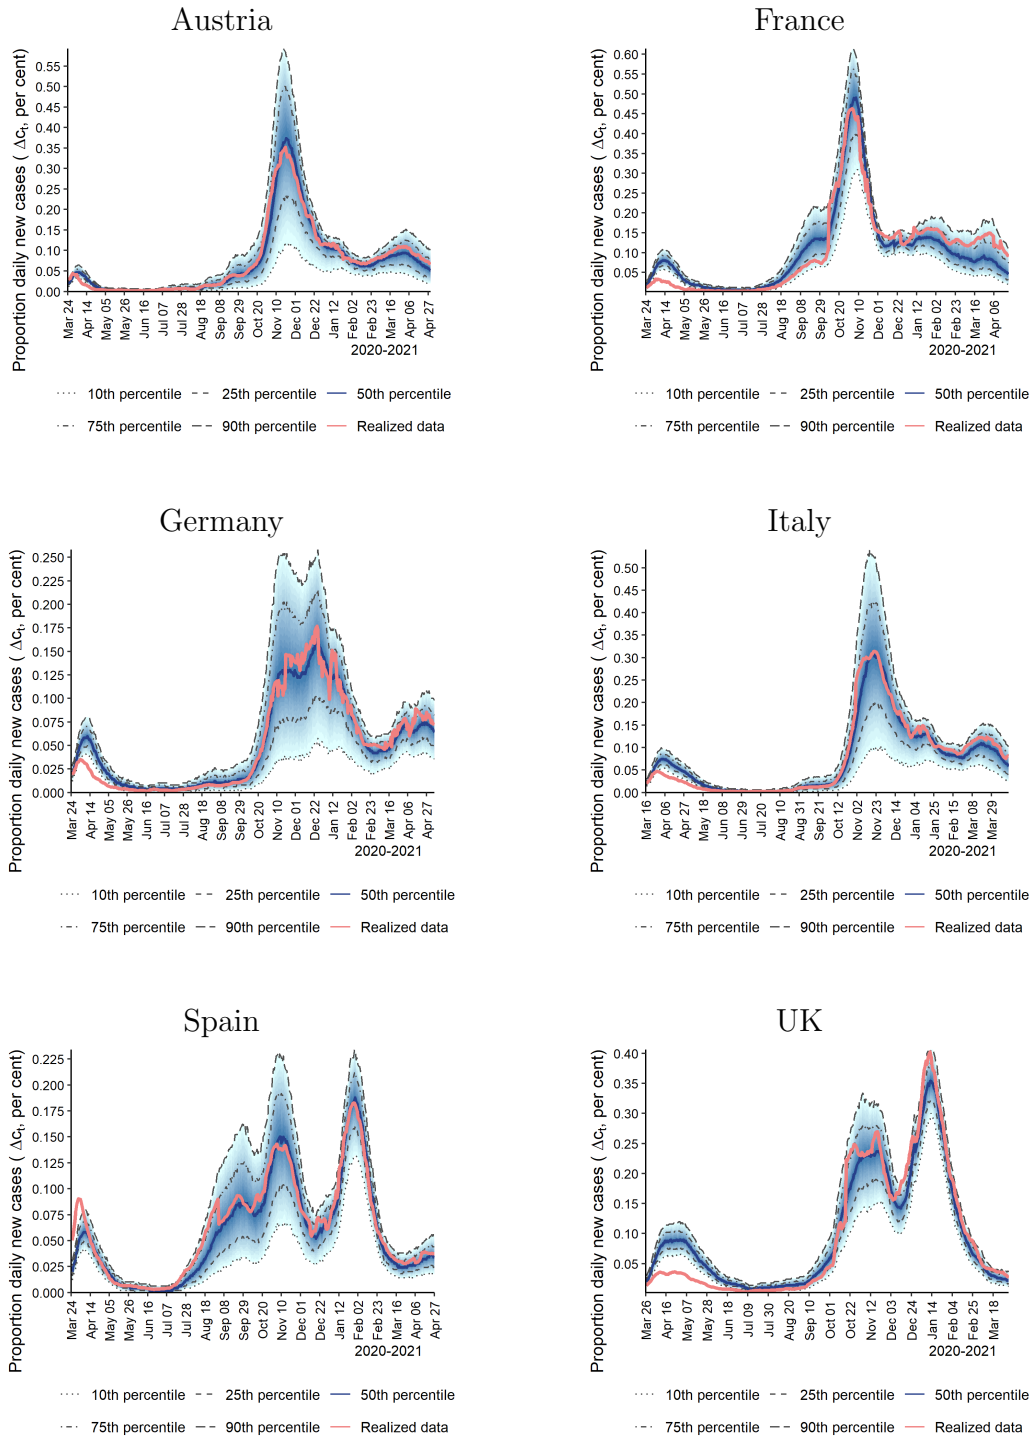 Austria
Proportion daily new cases ( Δcₜ, per cent)
0.55
0.50
0.45
0.40
0.35
0.30
0.25
0.20
0.15
0.10
0.05
0.00
Mar 24
Apr 14
May 05
May 26
Jun 16
Jul 07
Jul 28
Aug 18
Sep 08
Sep 29
Oct 20
Nov 10
Dec 01
Dec 22
Jan 12
Feb 02
Feb 23
Mar 16
Apr 06
Apr 27
2020-2021
10th percentile 25th percentile 50th percentile
75th percentile 90th percentile Realized data
France
Proportion daily new cases ( Δcₜ, per cent)
0.60
0.55
0.50
0.45
0.40
0.35
0.30
0.25
0.20
0.15
0.10
0.05
Mar 24
Apr 14
May 05
May 26
Jun 16
Jul 07
Jul 28
Aug 18
Sep 08
Sep 29
Oct 20
Nov 10
Dec 01
Dec 22
Jan 12
Feb 02
Feb 23
Mar 16
Apr 06
2020-2021
10th percentile 25th percentile 50th percentile
75th percentile 90th percentile Realized data
Germany
Proportion daily new cases ( Δcₜ, per cent)
0.250
0.225
0.200
0.175
0.150
0.125
0.100
0.075
0.050
0.025
0.000
Mar 24
Apr 14
May 05
May 26
Jun 16
Jul 07
Jul 28
Aug 18
Sep 08
Sep 29
Oct 20
Nov 10
Dec 01
Dec 22
Jan 12
Feb 02
Feb 23
Mar 16
Apr 06
Apr 27
2020-2021
10th percentile 25th percentile 50th percentile
75th percentile 90th percentile Realized data
Italy
Proportion daily new cases ( Δcₜ, per cent)
0.50
0.45
0.40
0.35
0.30
0.25
0.20
0.15
0.10
0.05
0.00
Mar 16
Apr 06
Apr 27
May 18
Jun 08
Jun 29
Jul 20
Aug 10
Aug 31
Sep 21
Oct 12
Nov 02
Nov 23
Dec 14
Jan 04
Jan 25
Feb 15
Mar 08
Mar 29
2020-2021
10th percentile 25th percentile 50th percentile
75th percentile 90th percentile Realized data
Spain
Proportion daily new cases ( Δcₜ, per cent)
0.225
0.200
0.175
0.150
0.125
0.100
0.075
0.050
0.025
0.000
Mar 24
Apr 14
May 05
May 26
Jun 16
Jul 07
Jul 28
Aug 18
Sep 08
Sep 29
Oct 20
Nov 10
Dec 01
Dec 22
Jan 12
Feb 02
Feb 23
Mar 16
Apr 06
Apr 27
2020-2021
10th percentile 25th percentile 50th percentile
75th percentile 90th percentile Realized data
UK
Proportion daily new cases ( Δcₜ, per cent)
0.40
0.35
0.30
0.25
0.20
0.15
0.10
0.05
Mar 26
Apr 16
May 07
May 28
Jun 18
Jul 09
Jul 30
Aug 20
Sep 10
Oct 01
Oct 22
Nov 12
Dec 03
Dec 24
Jan 14
Feb 04
Feb 25
Mar 18
2020-2021
10th percentile 25th percentile 50th percentile
75th percentile 90th percentile Realized data